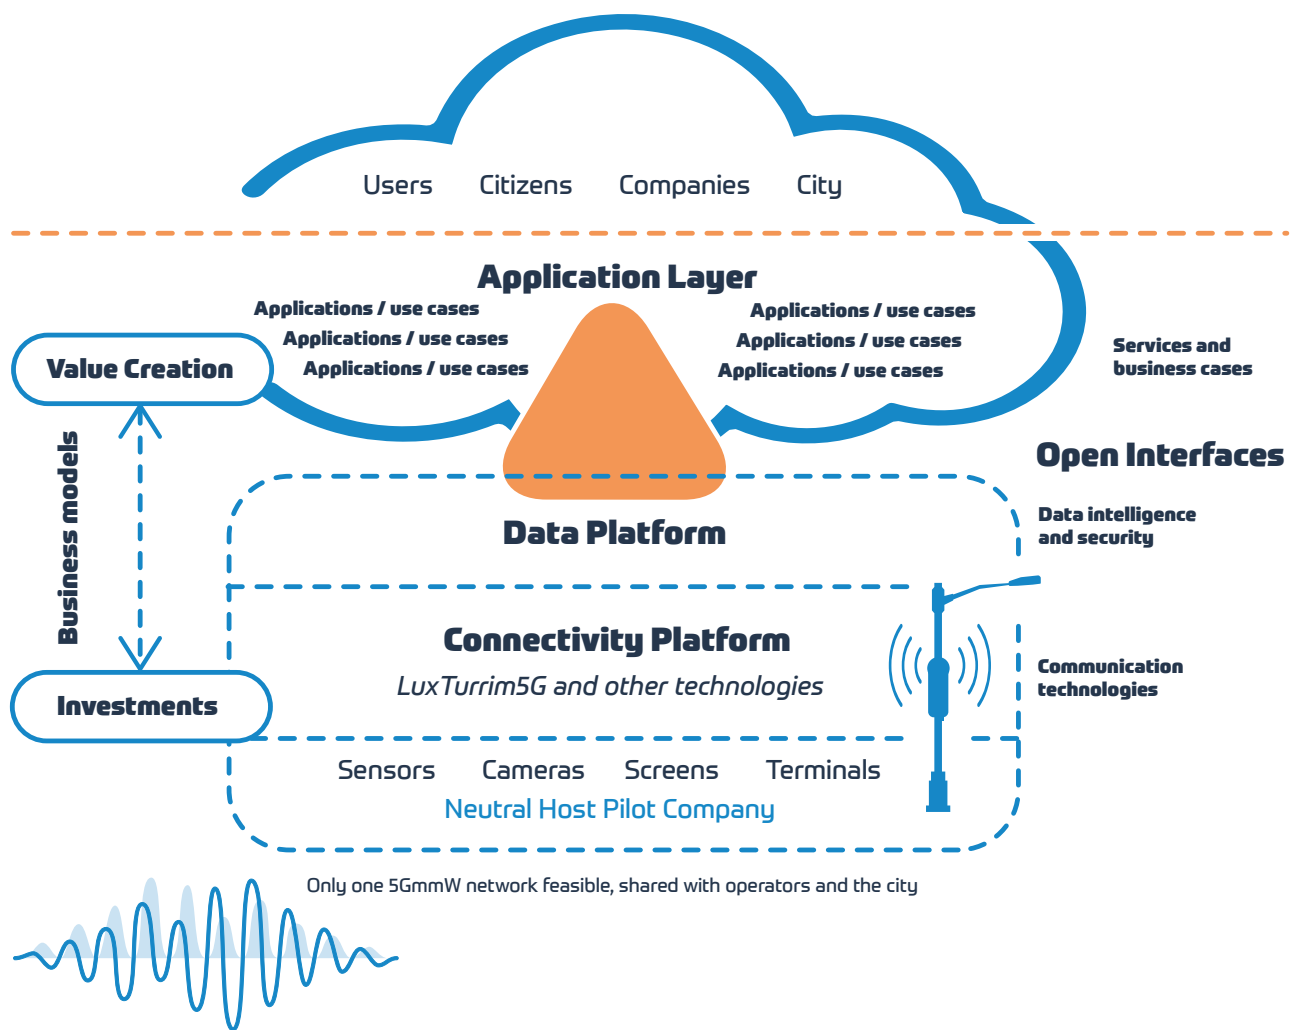 Users Citizens Companies City
Application Layer
Applications / use cases
Applications / use cases
Applications / use cases
Applications / use cases
Applications / use cases
Applications / use cases
Value Creation
Services and
business cases
Business models
Open Interfaces
Data Platform
Data intelligence
and security
Connectivity Platform
LuxTurrim5G and other technologies
Communication
technologies
Investments
Sensors Cameras Screens Terminals
Neutral Host Pilot Company
Only one 5GmmW network feasible, shared with operators and the city